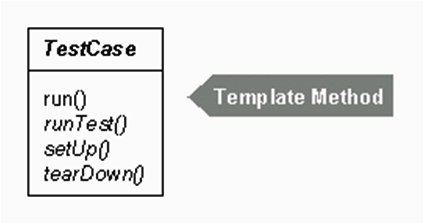 TestCase
run()
runTest()
setUp()
tearDown()
Template Method